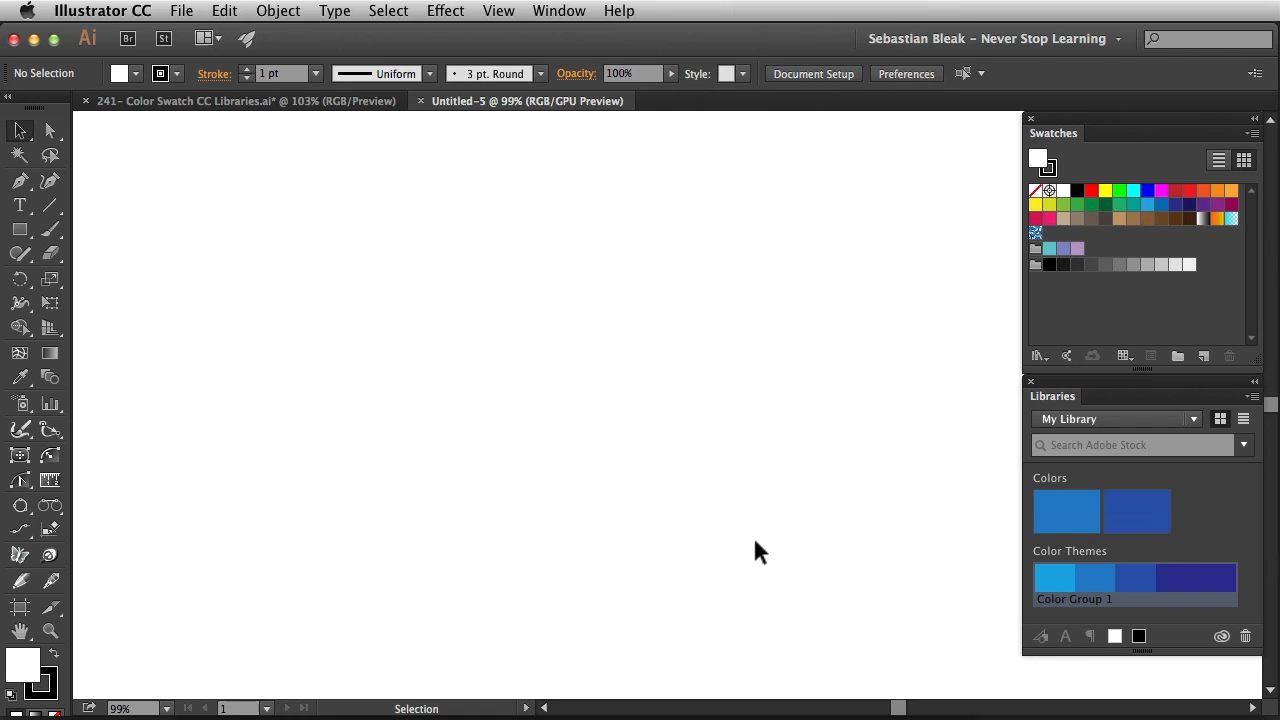 Illustrator CC File Edit Object Type Select Effect View Window Help
Ai Br St Sebastian Bleak – Never Stop Learning
No Selection Stroke: 1 pt Uniform 3 pt. Round Opacity: 100% Style: Document Setup Preferences
241– Color Swatch CC Libraries.ai* @ 103% (RGB/Preview) Untitled-5 @ 99% (RGB/GPU Preview)
Swatches
Libraries
My Library
Search Adobe Stock
Colors
Color Themes
Color Group 1
99% 1 Selection